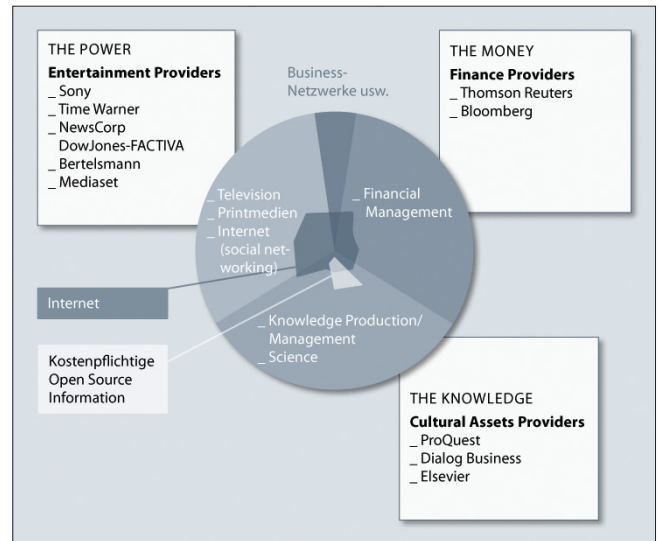 THE POWER
Entertainment Providers
_ Sony
_ Time Warner
_ NewsCorp
DowJones-FACTIVA
_ Bertelsmann
_ Mediaset
Business-
Netzwerke usw.
THE MONEY
Finance Providers
_ Thomson Reuters
_ Bloomberg
_ Television
_ Printmedien
_ Internet
(social net-
working)
_ Financial
Management
Internet
_ Knowledge Production/
Management
_ Science
Kostenpflichtige
Open Source
Information
THE KNOWLEDGE
Cultural Assets Providers
_ ProQuest
_ Dialog Business
_ Elsevier